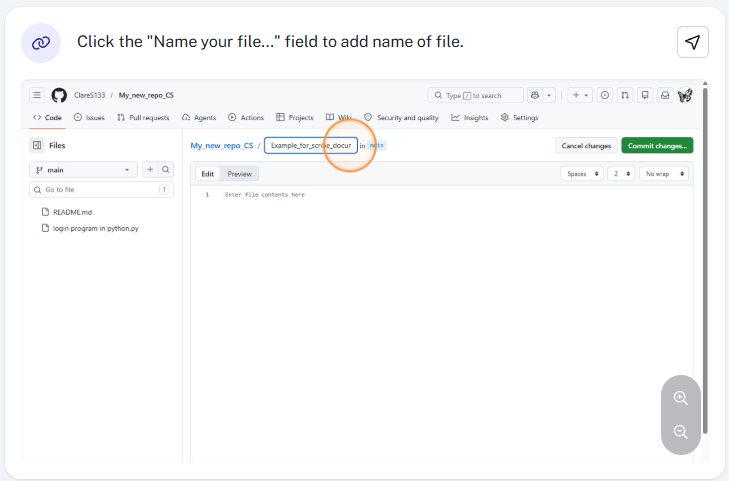 Click the "Name your file..." field to add name of file.
ClareS133 / My_new_repo_CS
Type / to search
Code Issues Pull requests Agents Actions Projects Wiki Security and quality Insights Settings
Files
My_new_repo_CS / Example_for_scribe_docur in main
Cancel changes Commit changes...
main
Edit Preview
Spaces 2 No wrap
Go to file T
1 Enter file contents here
README.md
login program in python.py